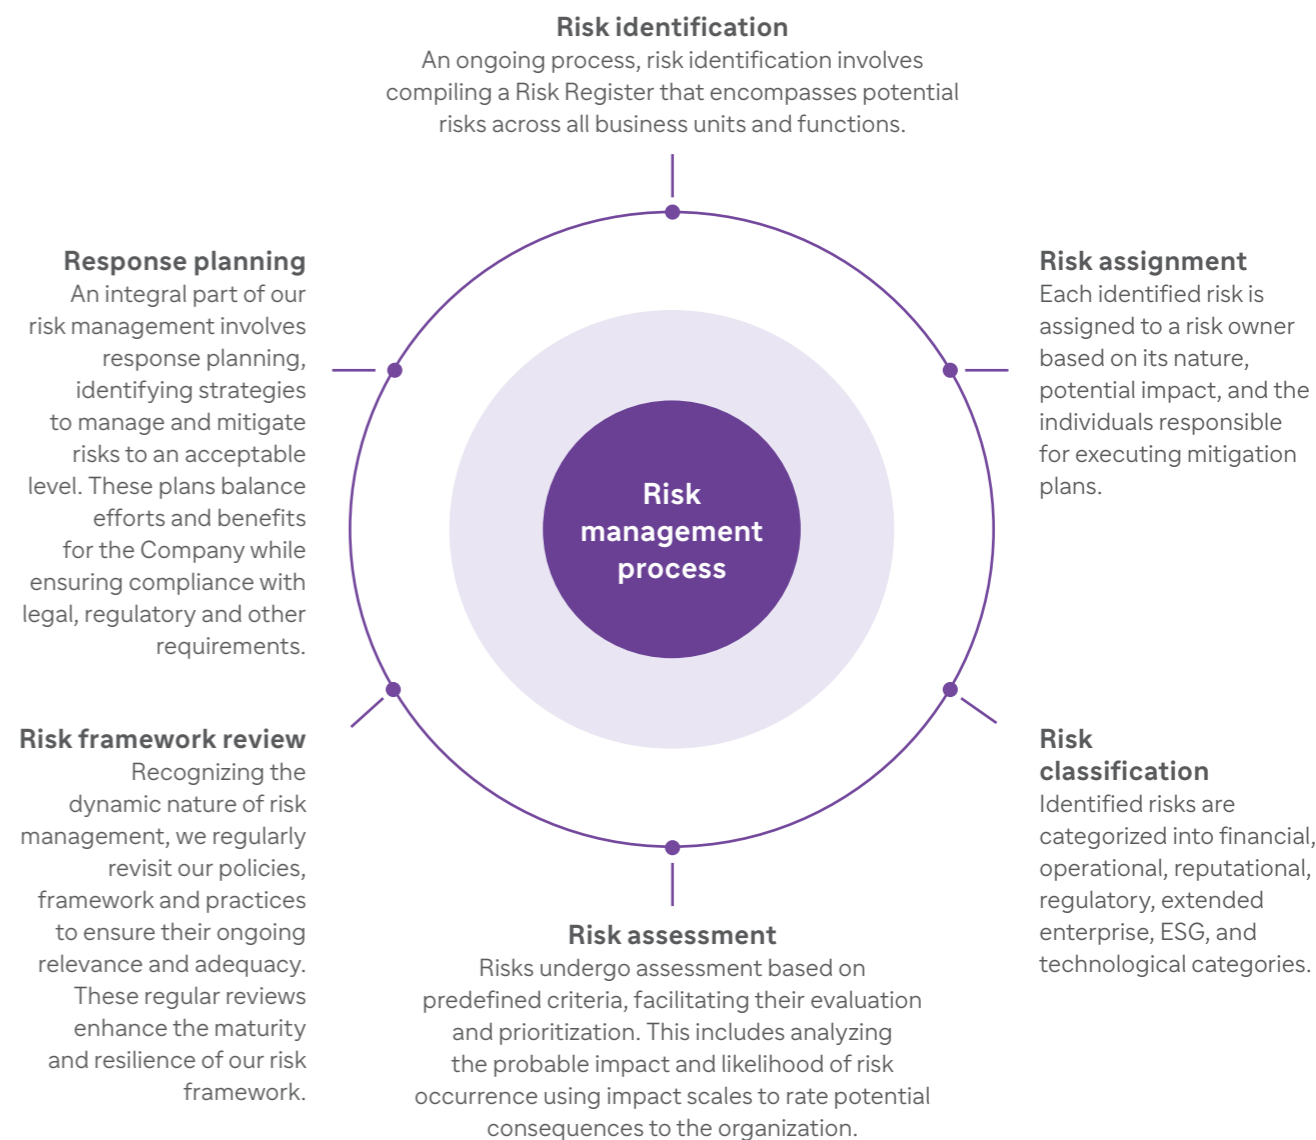 Risk identification
An ongoing process, risk identification involves
compiling a Risk Register that encompasses potential
risks across all business units and functions.
Risk assignment
Each identified risk is
assigned to a risk owner
based on its nature,
potential impact, and the
individuals responsible
for executing mitigation
plans.
Risk
classification
Identified risks are
categorized into financial,
operational, reputational,
regulatory, extended
enterprise, ESG, and
technological categories.
Risk assessment
Risks undergo assessment based on
predefined criteria, facilitating their evaluation
and prioritization. This includes analyzing
the probable impact and likelihood of risk
occurrence using impact scales to rate potential
consequences to the organization.
Risk framework review
Recognizing the
dynamic nature of risk
management, we regularly
revisit our policies,
framework and practices
to ensure their ongoing
relevance and adequacy.
These regular reviews
enhance the maturity
and resilience of our risk
framework.
Response planning
An integral part of our
risk management involves
response planning,
identifying strategies
to manage and mitigate
risks to an acceptable
level. These plans balance
efforts and benefits
for the Company while
ensuring compliance with
legal, regulatory and other
requirements.
Risk
management
process